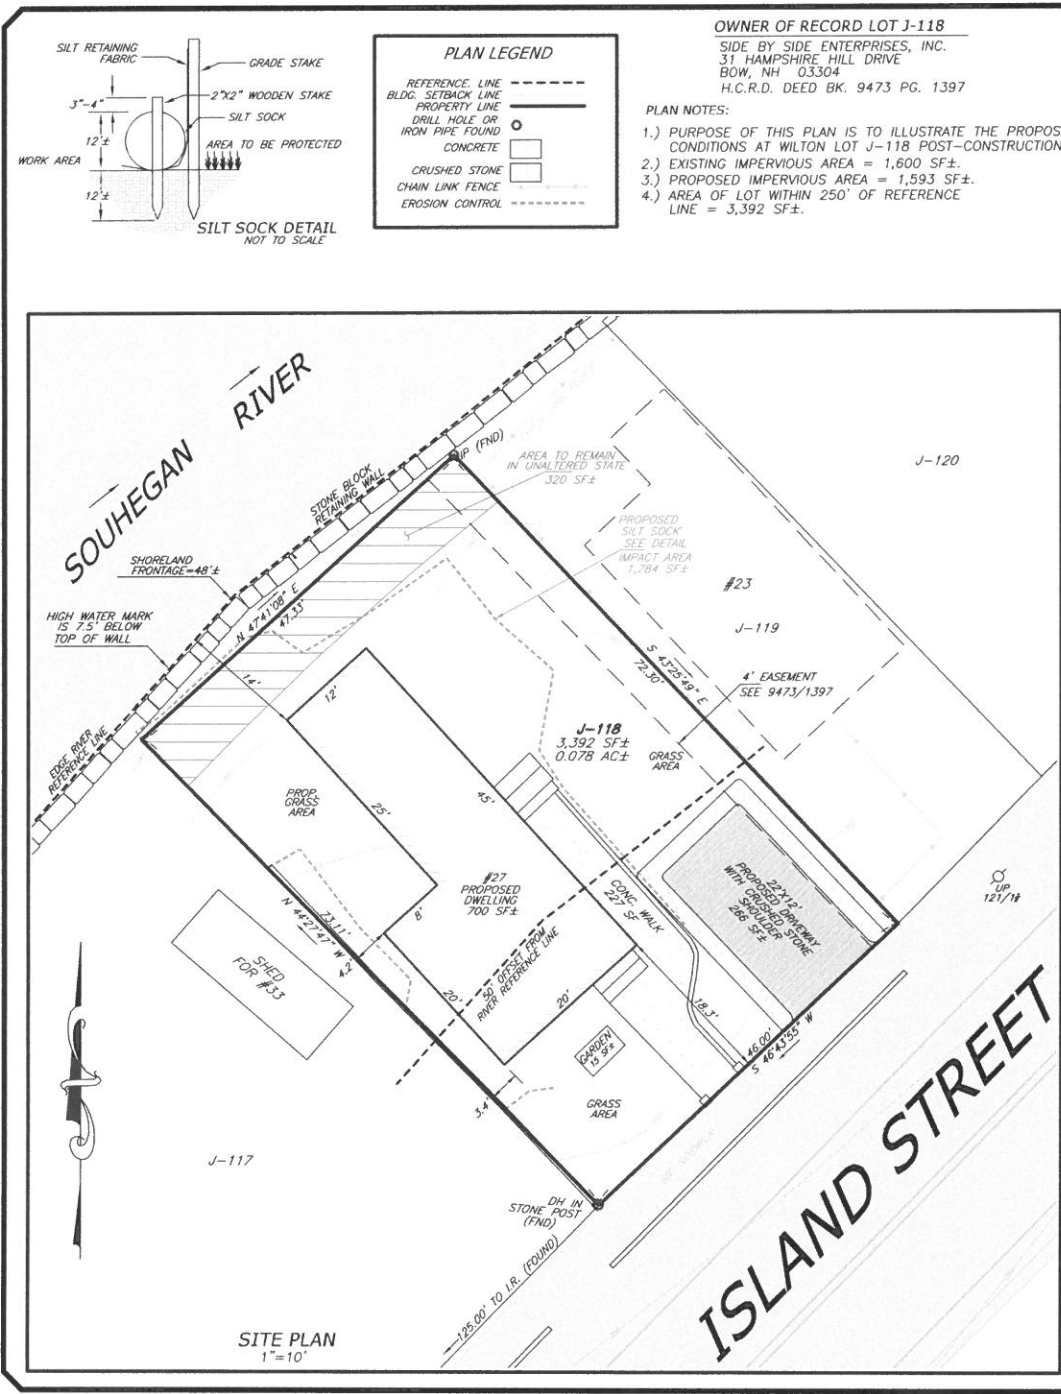 SILT RETAINING
FABRIC
GRADE STAKE
3"-4"
2"X2" WOODEN STAKE
SILT SOCK
12"±
AREA TO BE PROTECTED
WORK AREA
12"±
SILT SOCK DETAIL
NOT TO SCALE
PLAN LEGEND
REFERENCE. LINE
BLDG. SETBACK LINE
PROPERTY LINE
DRILL HOLE OR
IRON PIPE FOUND
CONCRETE
CRUSHED STONE
CHAIN LINK FENCE
EROSION CONTROL
OWNER OF RECORD LOT J-118
SIDE BY SIDE ENTERPRISES, INC.
31 HAMPSHIRE HILL DRIVE
BOW, NH 03304
H.C.R.D. DEED BK. 9473 PG. 1397
PLAN NOTES:
1.) PURPOSE OF THIS PLAN IS TO ILLUSTRATE THE PROPOS
CONDITIONS AT WILTON LOT J-118 POST-CONSTRUCTION
2.) EXISTING IMPERVIOUS AREA = 1,600 SF±.
3.) PROPOSED IMPERVIOUS AREA = 1,593 SF±.
4.) AREA OF LOT WITHIN 250' OF REFERENCE
LINE = 3,392 SF±.
SOUHEGAN RIVER
STONE BLOCK
RETAINING WALL
IP (FND)
AREA TO REMAIN
IN UNALTERED STATE
320 SF±
PROPOSED
SILT SOCK
SEE DETAIL
IMPACT AREA
1,784 SF±
J-120
#23
J-119
SHORELAND
FRONTAGE=48'±
HIGH WATER MARK
IS 7.5' BELOW
TOP OF WALL
N 47°41'08" E
47.33'
14'
EDGE RIVER
REFERENCE LINE
S 43°25'49" E
72.30'
4' EASEMENT
SEE 9473/1397
12'
J-118
3,392 SF±
0.078 AC±
GRASS
AREA
PROP.
GRASS
AREA
25'
45'
#27
PROPOSED
DWELLING
700 SF±
8'
CONC. WALK
227 SF
22'X12'
PROPOSED DRIVEWAY
WITH CRUSHED STONE
SHOULDER
266 SF±
UP
N 44°27'47" W
73.11'
4.2'
SHED
FOR #33
50' OFFSET FROM
RIVER REFERENCE LINE
20'
20'
18.3'
GARDEN
15 SF±
46.00'
S 46°43'55" W
3.4'
GRASS
AREA
J-117
DH IN
STONE POST
(FND)
125.00' TO I.R. (FOUND)
ISLAND STREET
SITE PLAN
1"=10'